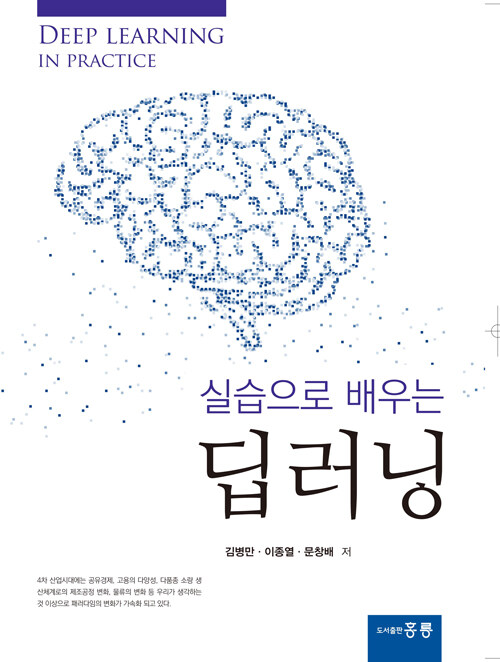 DEEP LEARNING
IN PRACTICE
실습으로 배우는
딥러닝
김병만 · 이종열 · 문창배 저
4차 산업시대에는 공유경제, 고용의 다양성, 다품종 소량 생
산체계로의 제조공정 변화, 물류의 변화 등 우리가 생각하는
것 이상으로 패러다임의 변화가 가속화 되고 있다.
도서출판 홍릉